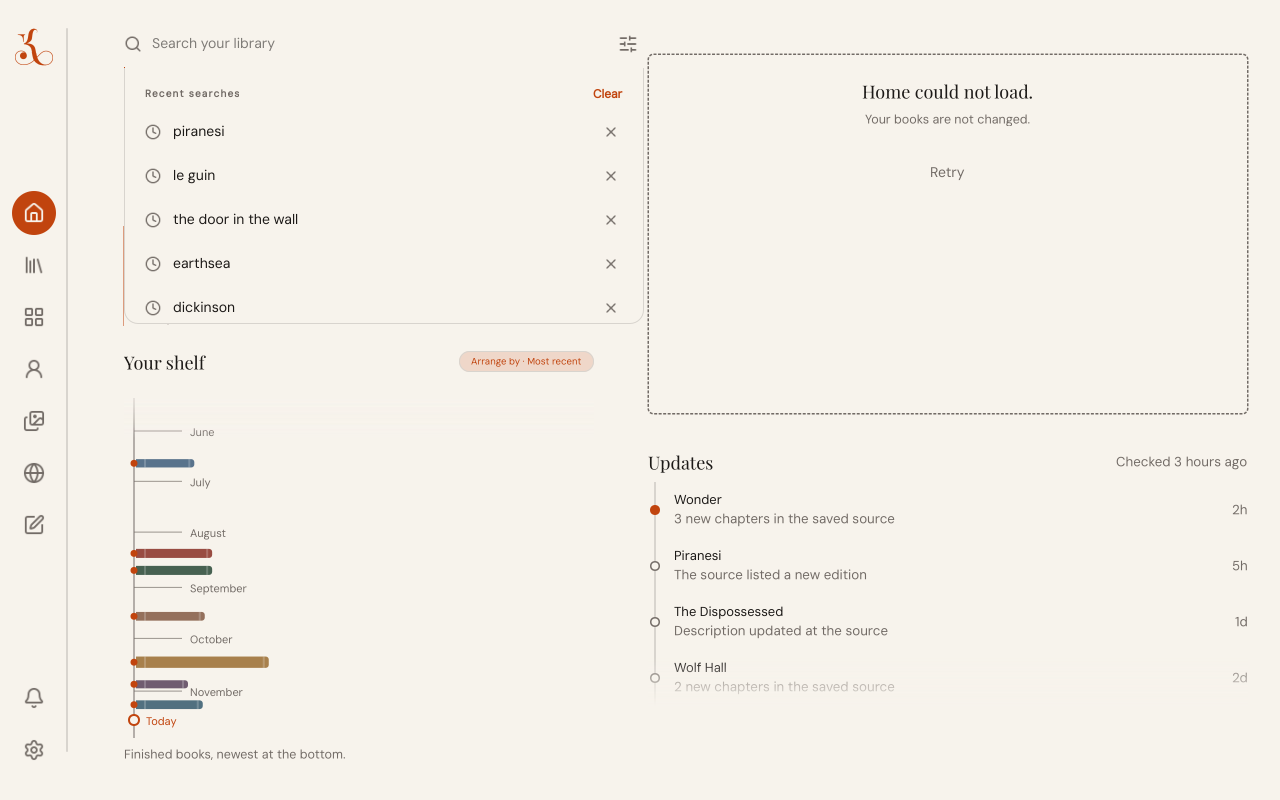 Search your library
Recent searches
Clear
piranesi
le guin
the door in the wall
earthsea
dickinson
Home could not load.
Your books are not changed.
Retry
Your shelf
Arrange by · Most recent
June
July
August
September
October
November
Today
Finished books, newest at the bottom.
Updates
Checked 3 hours ago
Wonder
3 new chapters in the saved source
2h
Piranesi
The source listed a new edition
5h
The Dispossessed
Description updated at the source
1d
Wolf Hall
2 new chapters in the saved source
2d